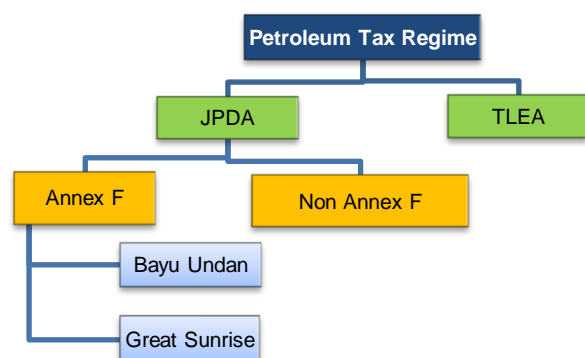 Petroleum Tax Regime
JPDA
TLEA
Annex F
Non Annex F
Bayu Undan
Great Sunrise